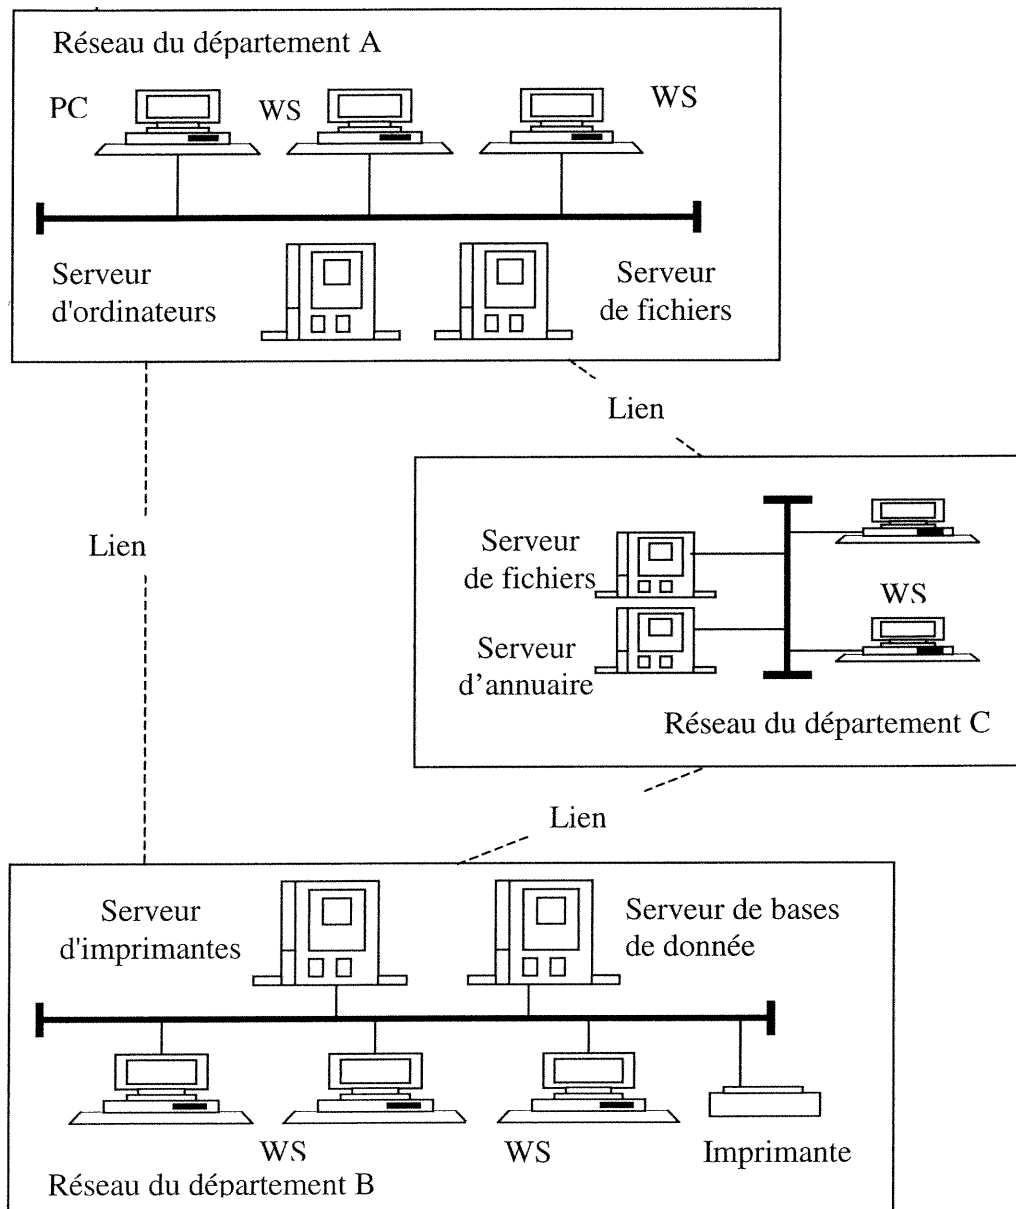 Réseau du département A
PC
WS
WS
Serveur
d'ordinateurs
Serveur
de fichiers
Lien
Lien
Serveur
de fichiers
WS
Serveur
d’annuaire
Réseau du département C
Lien
Serveur
d'imprimantes
Serveur de bases
de donnée
WS
WS
Imprimante
Réseau du département B